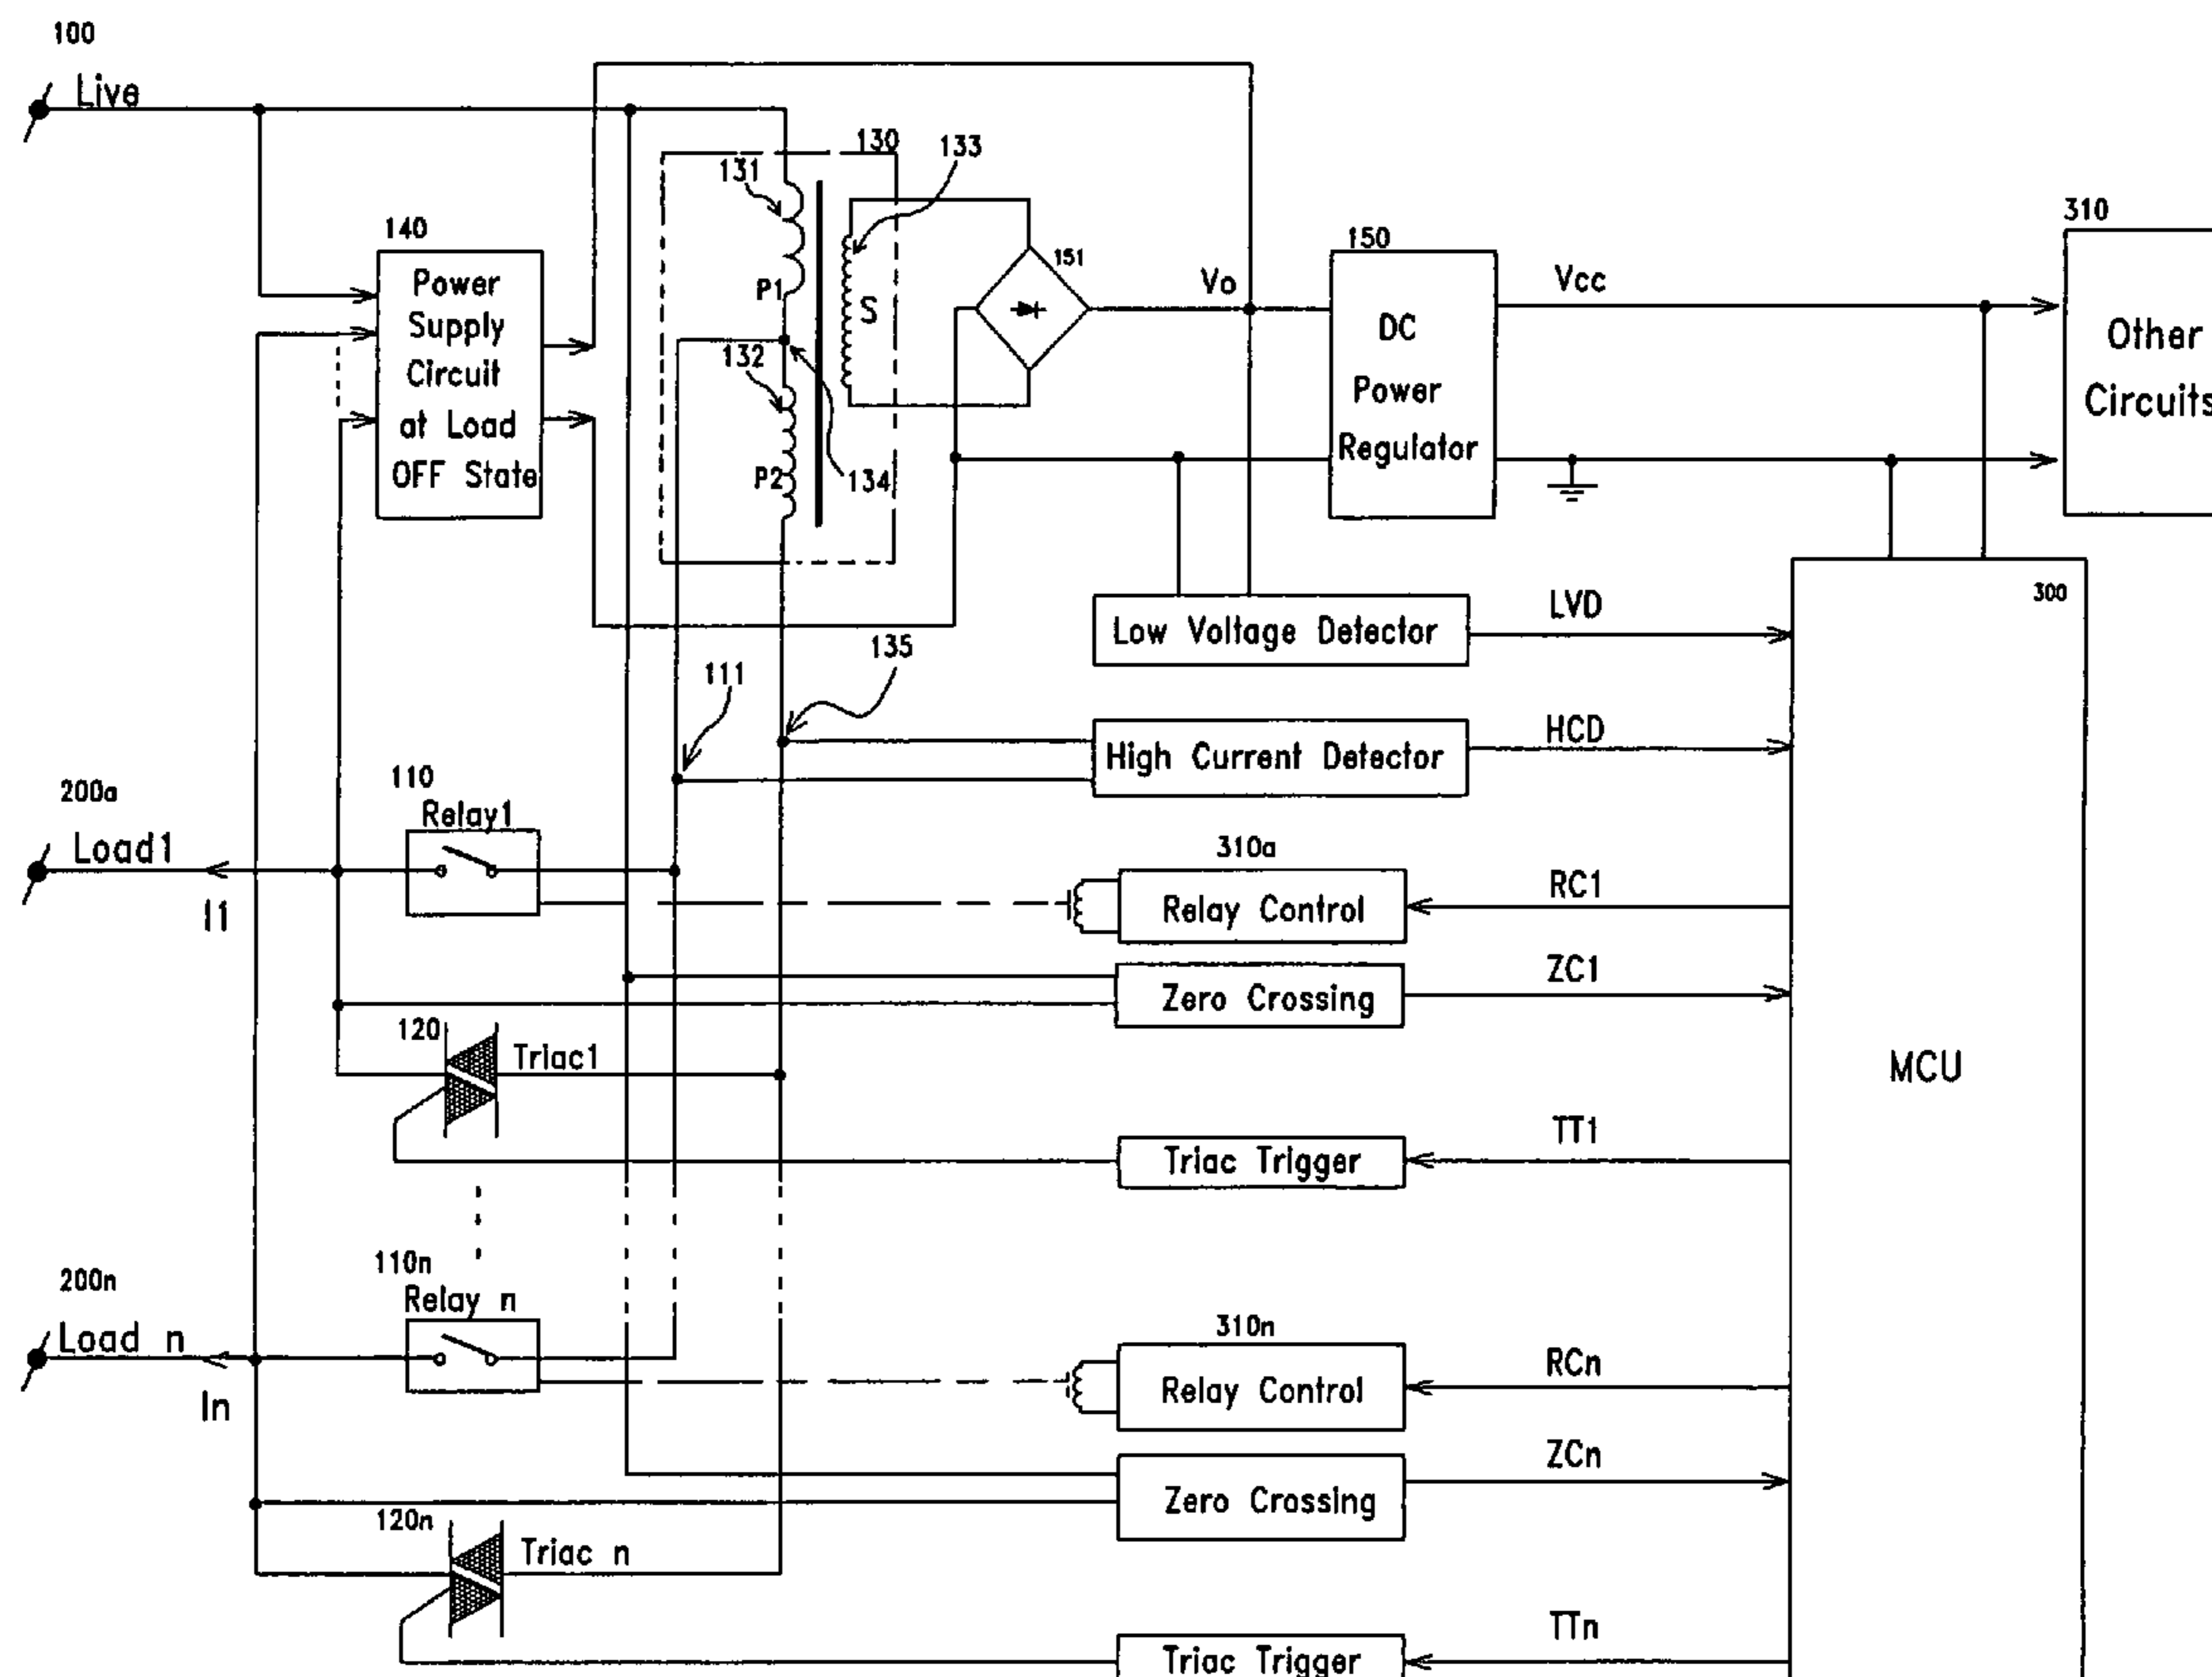 100
Live
140
Power
Supply
Circuit
at Load
OFF State
130
131
133
P1
S
132
P2
134
151
Vo
150
DC
Power
Regulator
Vcc
310
Other
Circuits
300
MCU
Low Voltage Detector
LVD
135
111
High Current Detector
HCD
200a
Load1
I1
110
Relay1
310a
Relay Control
RC1
Zero Crossing
ZC1
120
Triac1
Triac Trigger
TT1
200n
Load n
In
110n
Relay n
310n
Relay Control
RCn
Zero Crossing
ZCn
120n
Triac n
Triac Trigger
TTn